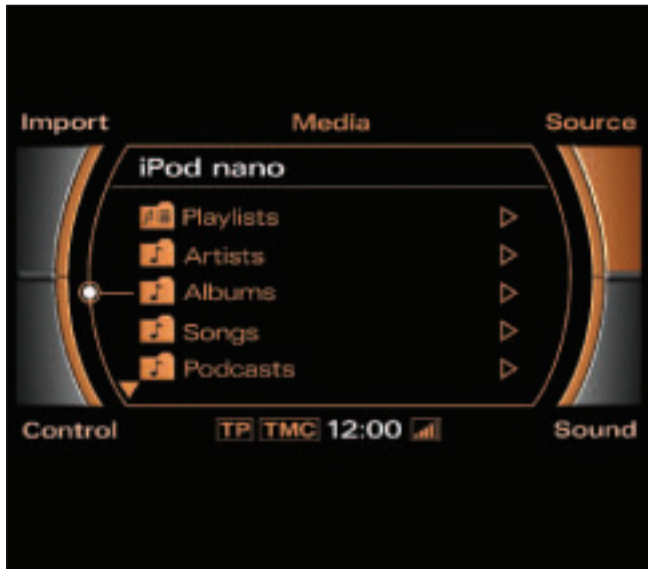 Import Media Source
iPod nano
Playlists
Artists
Albums
Songs
Podcasts
Control TP TMC 12:00 Sound